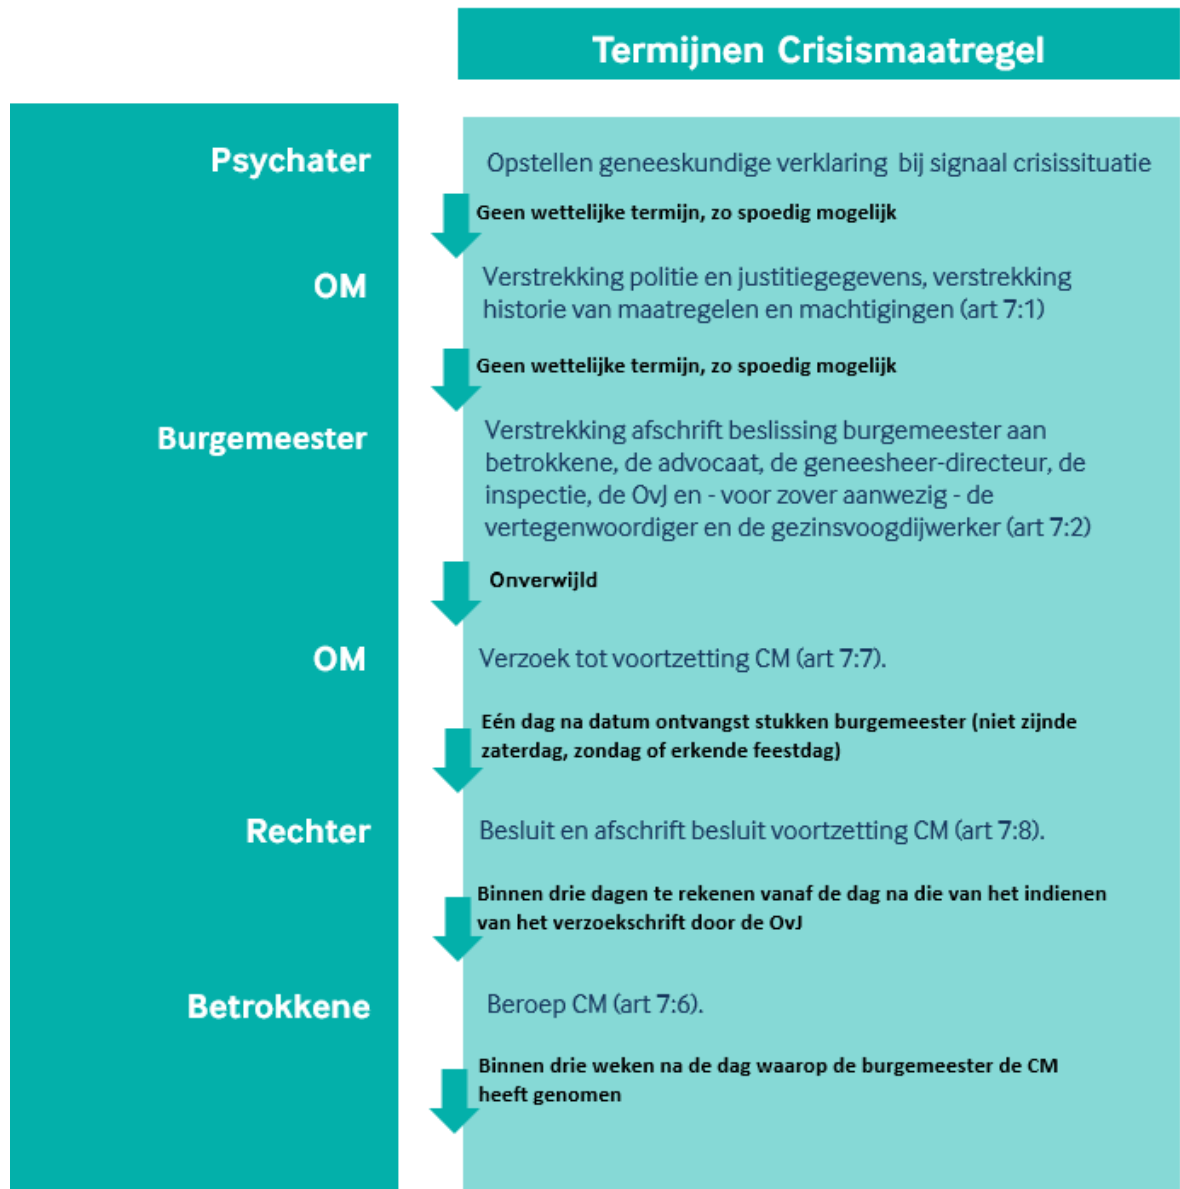 Termijnen Crisismaatregel
Psychater
Opstellen geneeskundige verklaring bij signaal crisissituatie
Geen wettelijke termijn, zo spoedig mogelijk
OM
Verstrekking politie en justitiegegevens, verstrekking
historie van maatregelen en machtigingen (art 7:1)
Geen wettelijke termijn, zo spoedig mogelijk
Burgemeester
Verstrekking afschrift beslissing burgemeester aan
betrokkene, de advocaat, de geneesheer-directeur, de
inspectie, de OvJ en - voor zover aanwezig - de
vertegenwoordiger en de gezinsvoogdijwerker (art 7:2)
Onverwijld
OM
Verzoek tot voortzetting CM (art 7:7).
Eén dag na datum ontvangst stukken burgemeester (niet zijnde
zaterdag, zondag of erkende feestdag)
Rechter
Besluit en afschrift besluit voortzetting CM (art 7:8).
Binnen drie dagen te rekenen vanaf de dag na die van het indienen
van het verzoekschrift door de OvJ
Betrokkene
Beroep CM (art 7:6).
Binnen drie weken na de dag waarop de burgemeester de CM
heeft genomen